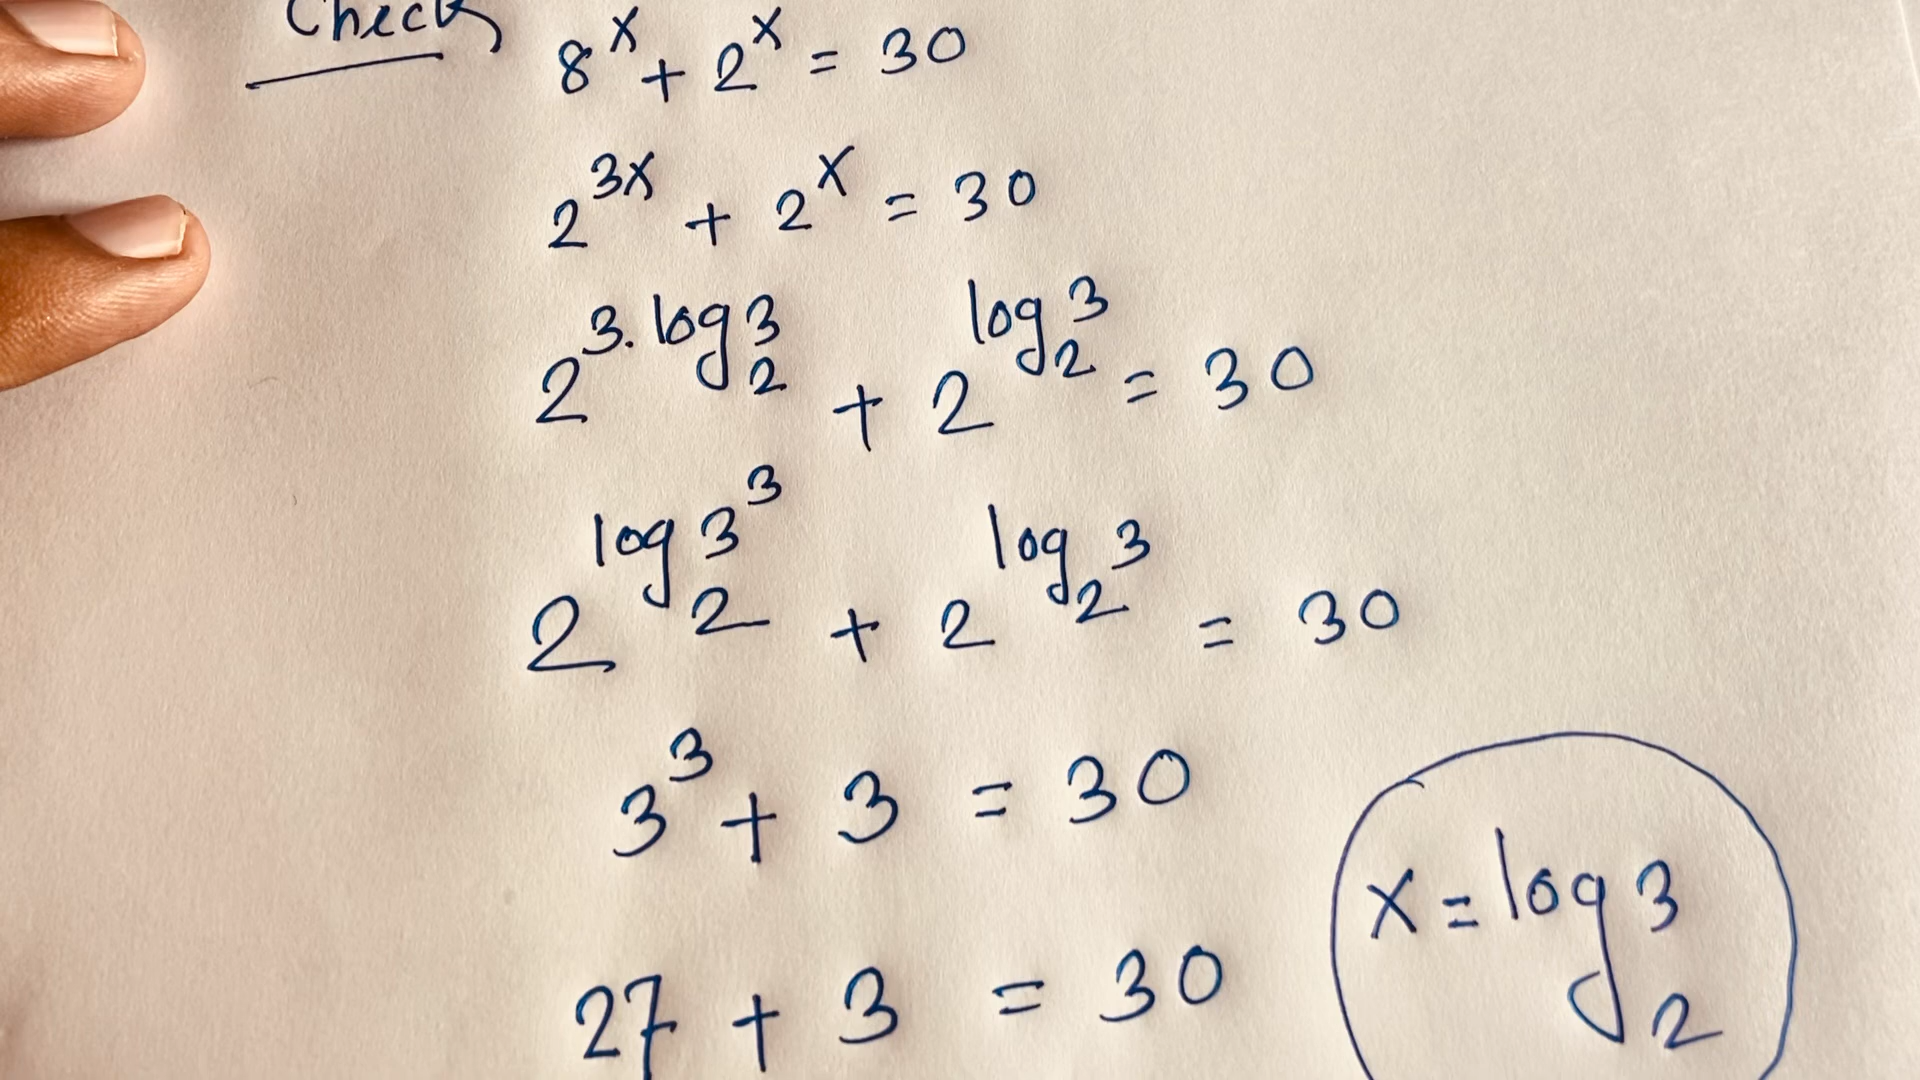 Check
8^x + 2^x = 30
2^{3x} + 2^x = 30
2^{3·log_2 3} + 2^{log_2 3} = 30
2^{log_2 3^3} + 2^{log_2 3} = 30
3^3 + 3 = 30
27 + 3 = 30
x = log_2 3